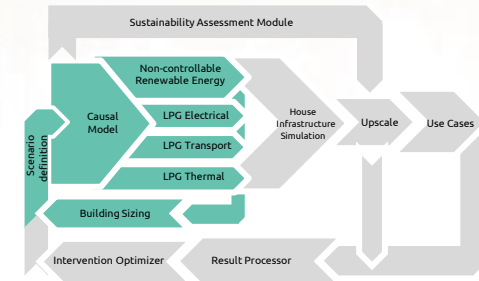 Sustainability Assessment Module
Non-controllable
Renewable Energy
Causal
Model
LPG Electrical
LPG Transport
LPG Thermal
House
Infrastructure
Simulation
Upscale
Use Cases
Scenario
definition
Building Sizing
Intervention Optimizer
Result Processor